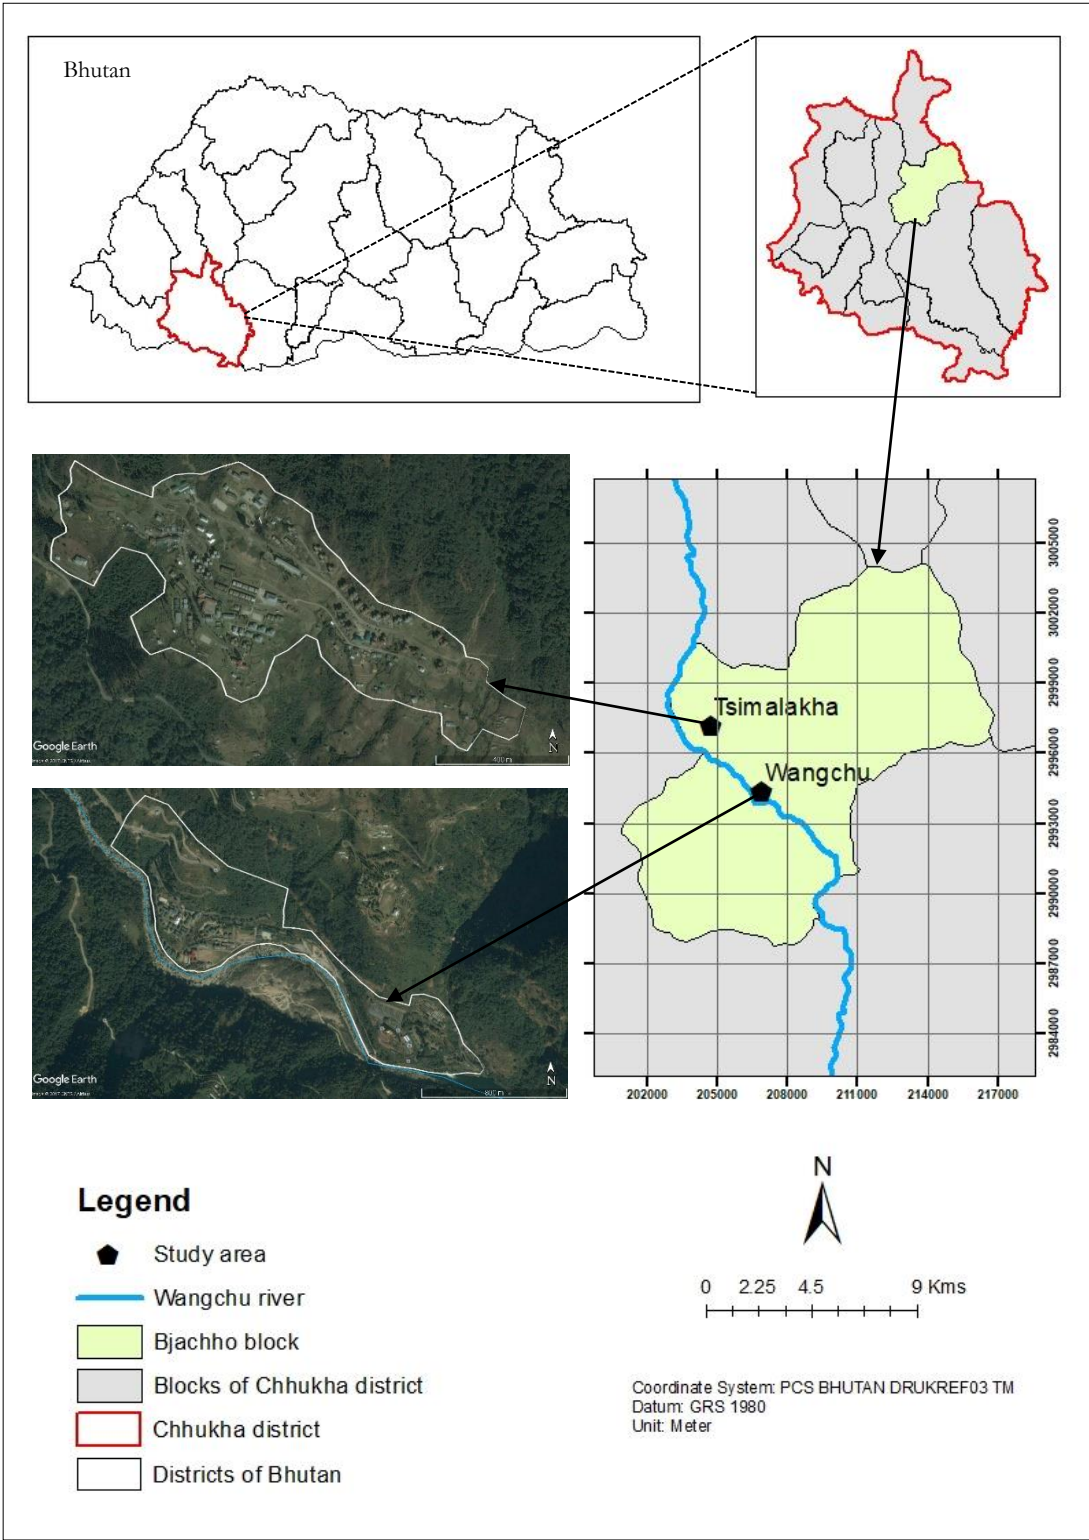 Bhutan
Google Earth
400 m
N
Google Earth
800 m
N
Tsimalakha
Wangchu
3005000
3002000
2999000
2996000
2993000
2990000
2987000
2984000
202000 205000 208000 211000 214000 217000
Legend
Study area
Wangchu river
Bjachho block
Blocks of Chhukha district
Chhukha district
Districts of Bhutan
N
0 2.25 4.5 9 Kms
Coordinate System: PCS BHUTAN DRUKREF03 TM
Datum: GRS 1980
Unit: Meter